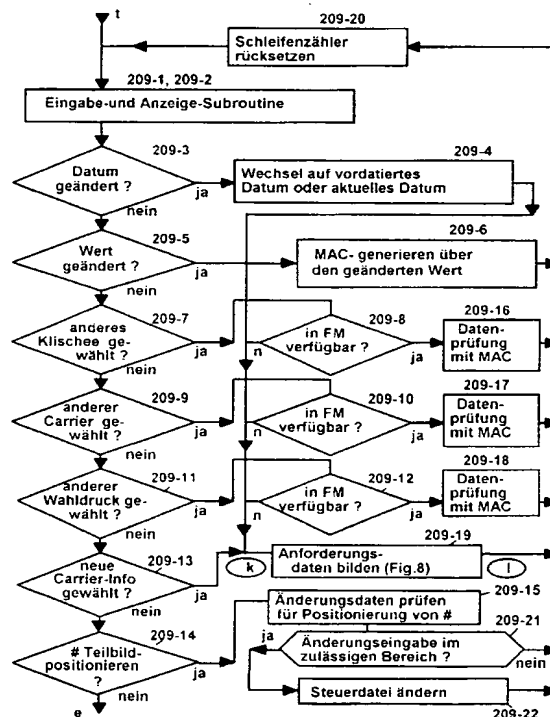 t
209-20
Schleifenzähler
rücksetzen
209-1, 209-2
Eingabe-und Anzeige-Subroutine
209-3
Datum
geändert ?
ja
nein
209-4
Wechsel auf vordatiertes
Datum oder aktuelles Datum
209-5
Wert
geändert ?
ja
nein
209-6
MAC- generieren über
den geänderten Wert
209-7
anderes
Klischee ge-
wählt ?
ja
nein
209-8
in FM
verfügbar ?
n
ja
209-16
Daten-
prüfung
mit MAC
209-9
anderer
Carrier ge-
wählt ?
ja
nein
209-10
in FM
verfügbar ?
n
ja
209-17
Daten-
prüfung
mit MAC
209-11
anderer
Wahldruck ge-
wählt ?
ja
nein
209-12
in FM
verfügbar ?
n
ja
209-18
Daten-
prüfung
mit MAC
209-13
neue
Carrier-Info
gewählt ?
ja
nein
k
209-19
Anforderungs-
daten bilden (Fig.8)
l
209-14
# Teilbild-
positionieren
?
ja
nein
e
209-15
Änderungsdaten prüfen
für Positionierung von #
209-21
Änderungseingabe im
zulässigen Bereich ?
ja
nein
Steuerdatei ändern
209-22